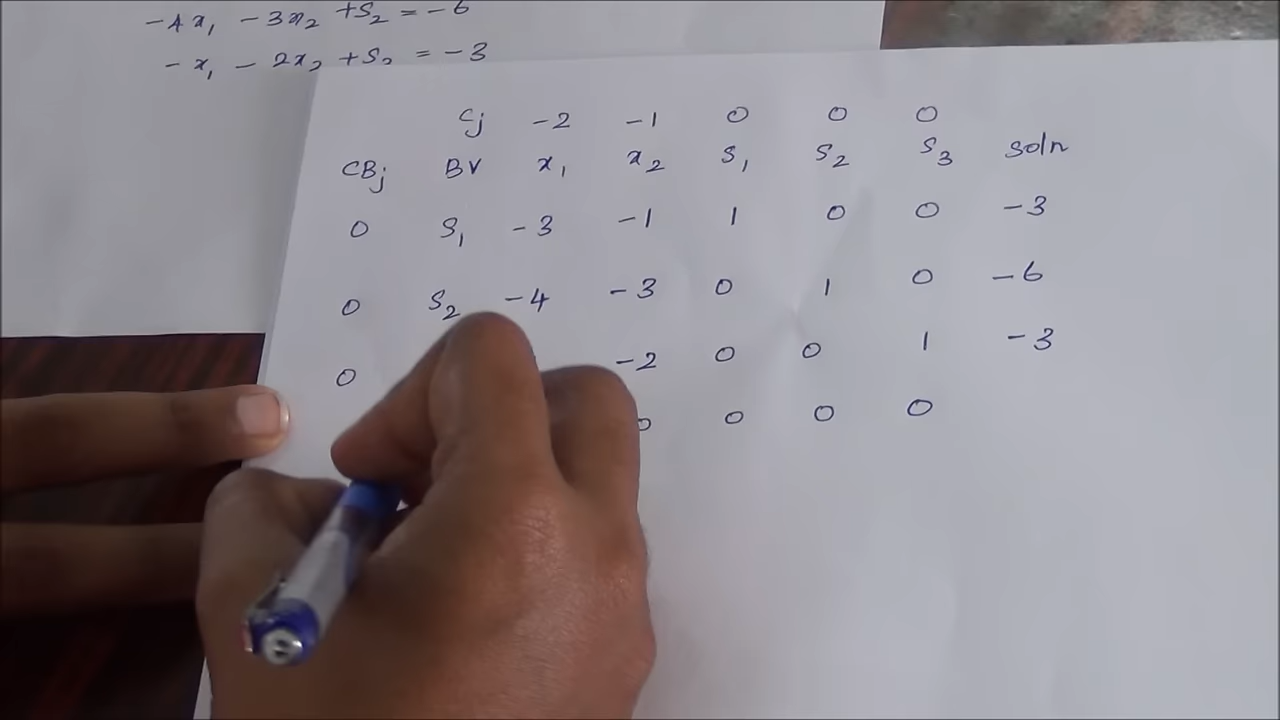 -4x₁ - 3x₂ + S₂ = -6
-x₁ - 2x₂ + S₃ = -3
Cj -2 -1 0 0 0
CBj BV x₁ x₂ S₁ S₂ S₃ soln
0 S₁ -3 -1 1 0 0 -3
0 S₂ -4 -3 0 1 0 -6
0 -2 0 0 1 -3
0 0 0 0